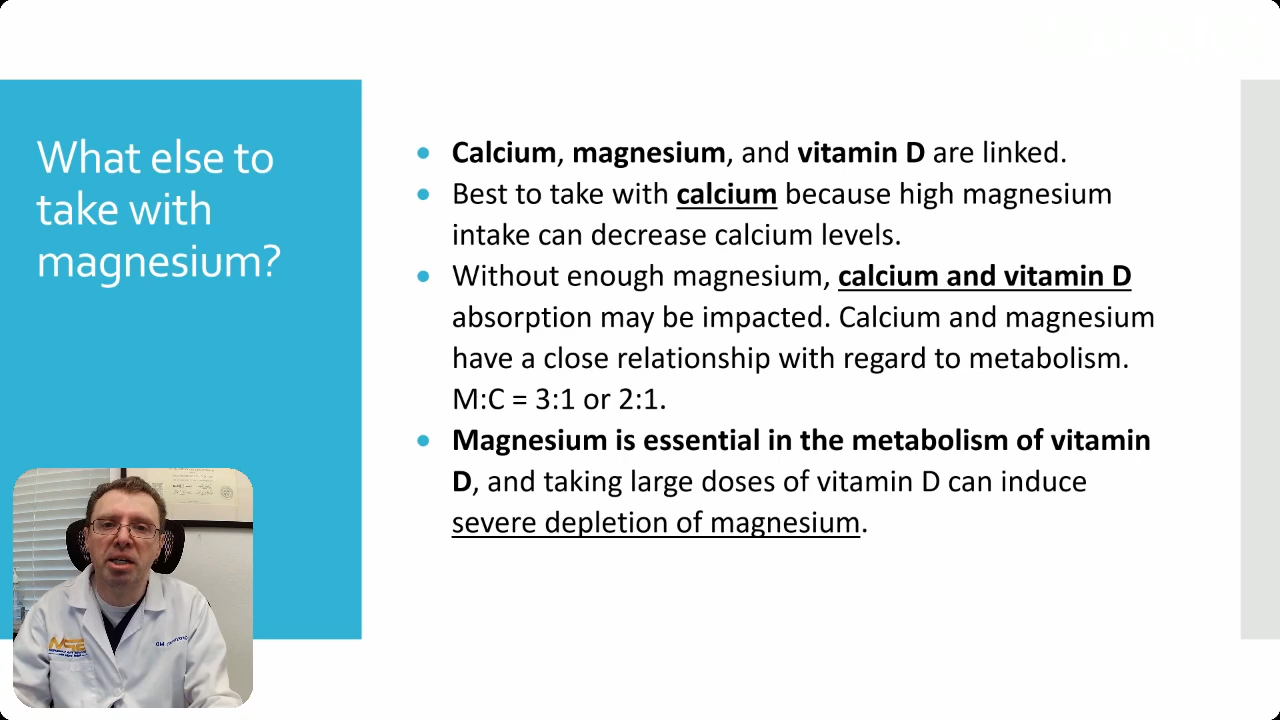 What else to
take with
magnesium?
Calcium, magnesium, and vitamin D are linked.
Best to take with calcium because high magnesium
intake can decrease calcium levels.
Without enough magnesium, calcium and vitamin D
absorption may be impacted. Calcium and magnesium
have a close relationship with regard to metabolism.
M:C = 3:1 or 2:1.
Magnesium is essential in the metabolism of vitamin
D, and taking large doses of vitamin D can induce
severe depletion of magnesium.